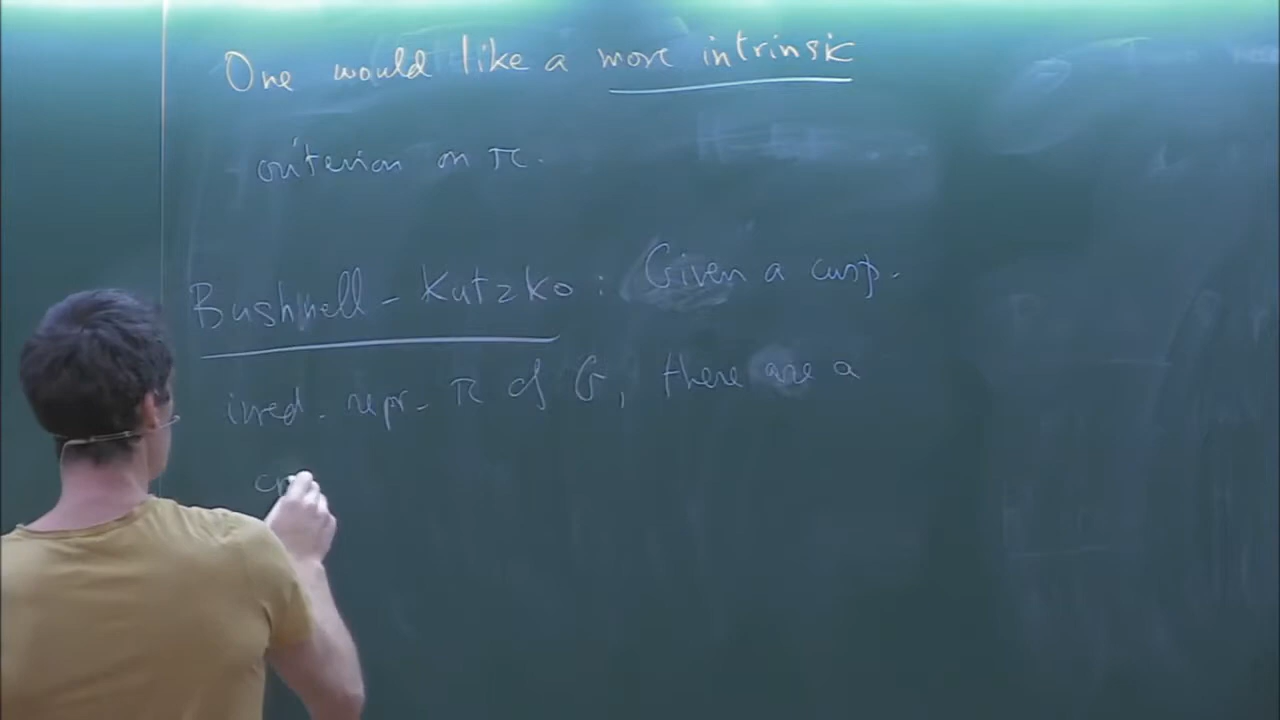 One would like a more intrinsic
criterion on π.
Bushnell - Kutzko : Given a cusp.
irred. repr. π of G, there are a